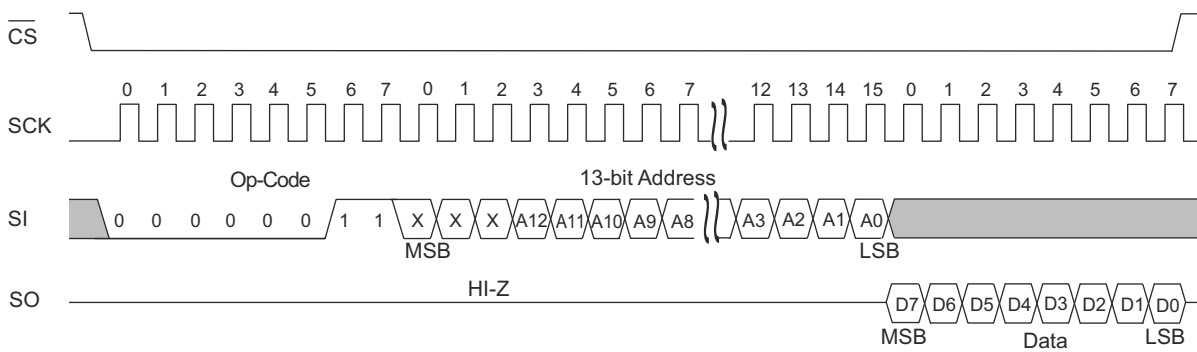 CS
0 1 2 3 4 5 6 7 0 1 2 3 4 5 6 7 12 13 14 15 0 1 2 3 4 5 6 7
SCK
Op-Code 13-bit Address
SI 0 0 0 0 0 0 1 1 X X X A12 A11 A10 A9 A8 A3 A2 A1 A0
MSB LSB
HI-Z
SO D7 D6 D5 D4 D3 D2 D1 D0
MSB Data LSB